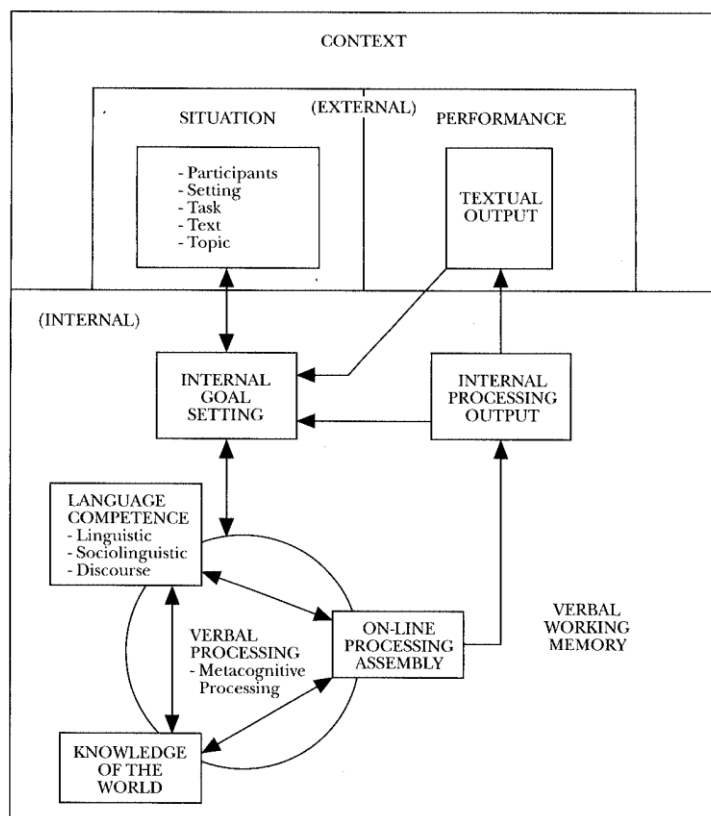 CONTEXT
(EXTERNAL)
SITUATION
PERFORMANCE
- Participants
- Setting
- Task
- Text
- Topic
TEXTUAL
OUTPUT
(INTERNAL)
INTERNAL
GOAL
SETTING
INTERNAL
PROCESSING
OUTPUT
LANGUAGE
COMPETENCE
- Linguistic
- Sociolinguistic
- Discourse
VERBAL
PROCESSING
- Metacognitive
Processing
ON-LINE
PROCESSING
ASSEMBLY
VERBAL
WORKING
MEMORY
KNOWLEDGE
OF THE
WORLD